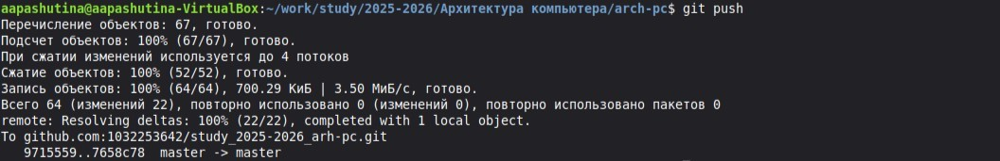 aapashutina@aapashutina-VirtualBox:~/work/study/2025-2026/Архитектура компьютера/arch-pc$ git push
Перечисление объектов: 67, готово.
Подсчет объектов: 100% (67/67), готово.
При сжатии изменений используется до 4 потоков
Сжатие объектов: 100% (52/52), готово.
Запись объектов: 100% (64/64), 700.29 КиБ | 3.50 МиБ/с, готово.
Всего 64 (изменений 22), повторно использовано 0 (изменений 0), повторно использовано пакетов 0
remote: Resolving deltas: 100% (22/22), completed with 1 local object.
To github.com:1032253642/study_2025-2026_arh-pc.git
   9715559..7658c78  master -> master